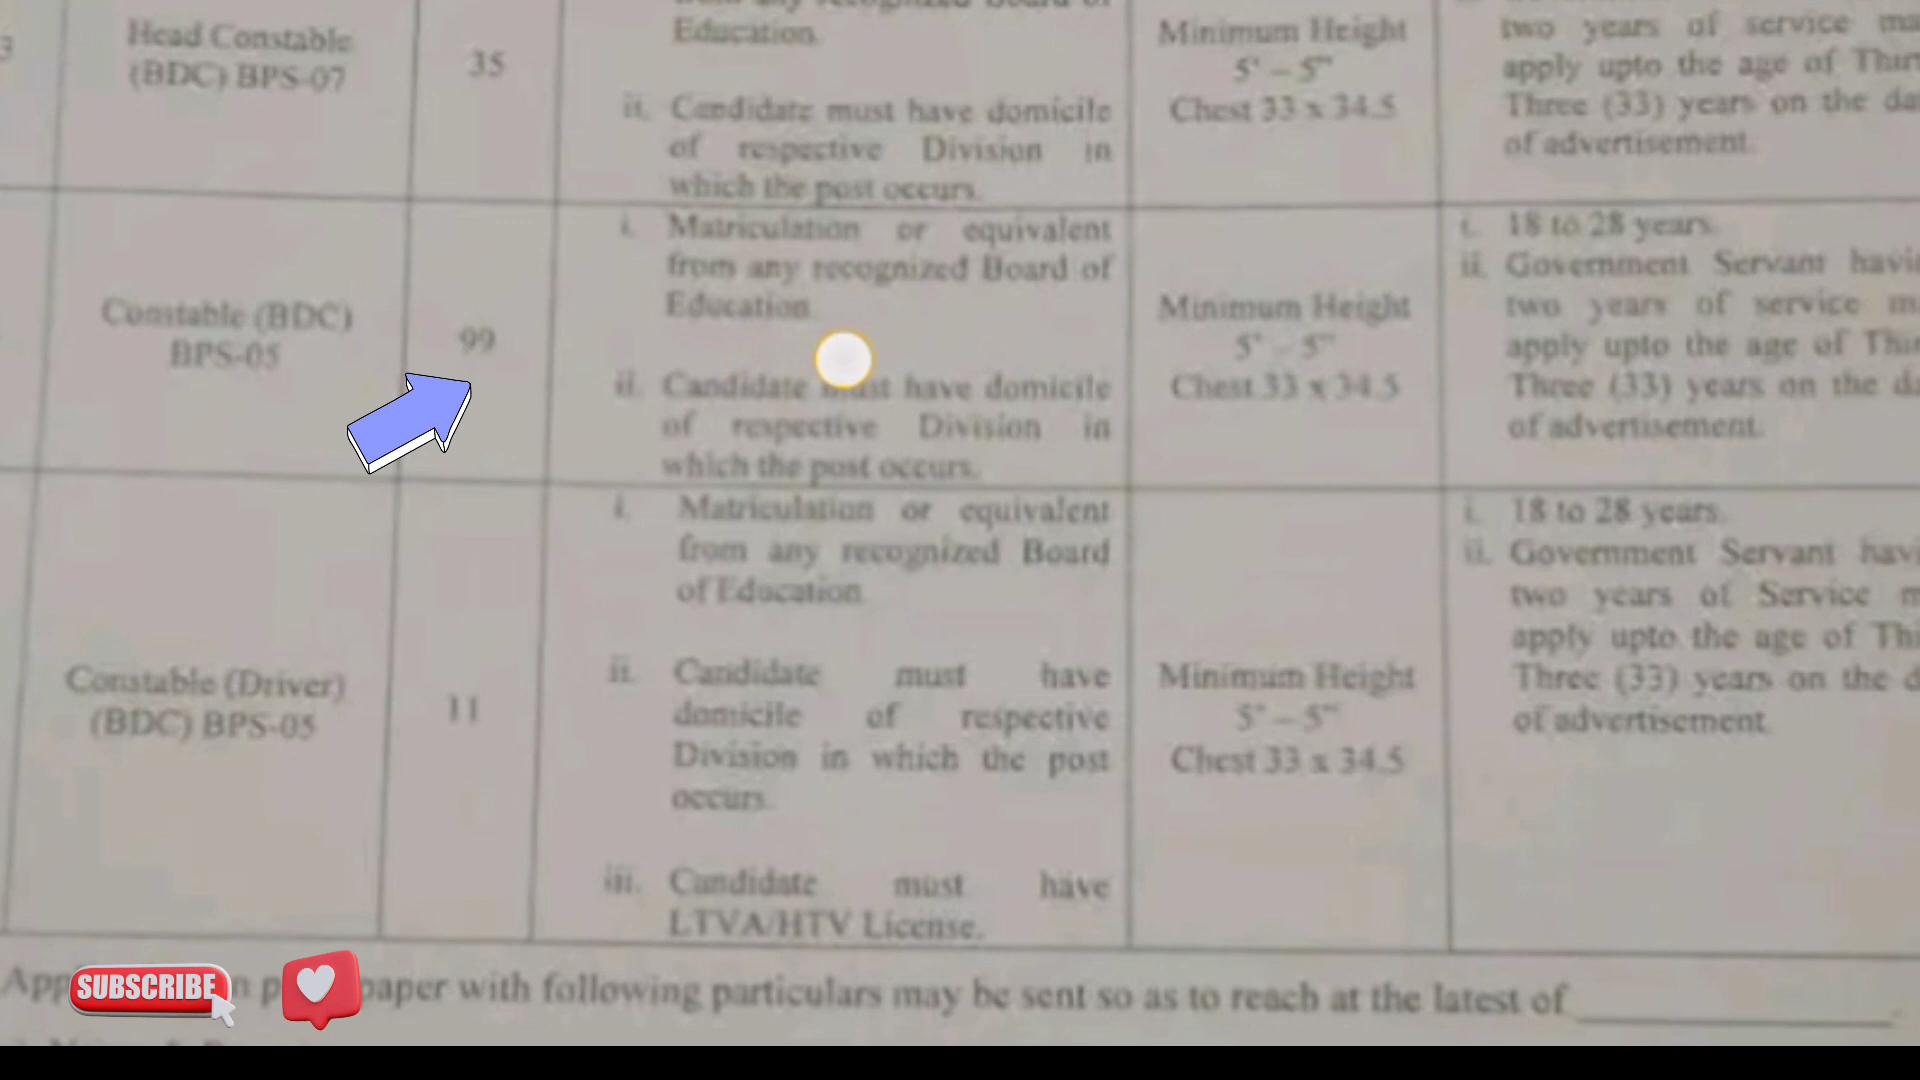 3
Head Constable
(BDC) BPS-07
35
Education.
ii. Candidate must have domicile
of respective Division in
which the post occurs.
Minimum Height
5' – 5"
Chest 33 x 34.5
two years of service
apply upto the age of
Three (33) years on the
of advertisement.
Constable (BDC)
BPS-05
99
i. Matriculation or equivalent
from any recognized Board of
Education.
ii. Candidate must have domicile
of respective Division in
which the post occurs.
Minimum Height
5' – 5"
Chest 33 x 34.5
i. 18 to 28 years.
ii. Government Servant
two years of service
apply upto the age of
Three (33) years on the
of advertisement.
Constable (Driver)
(BDC) BPS-05
11
i. Matriculation or equivalent
from any recognized Board
of Education.
ii. Candidate must have
domicile of respective
Division in which the post
occurs.
iii. Candidate must have
LTVA/HTV License.
Minimum Height
5' – 5"
Chest 33 x 34.5
i. 18 to 28 years.
ii. Government Servant
two years of Service
apply upto the age of
Three (33) years on the
of advertisement.
paper with following particulars may be sent so as to reach at the latest of
SUBSCRIBE